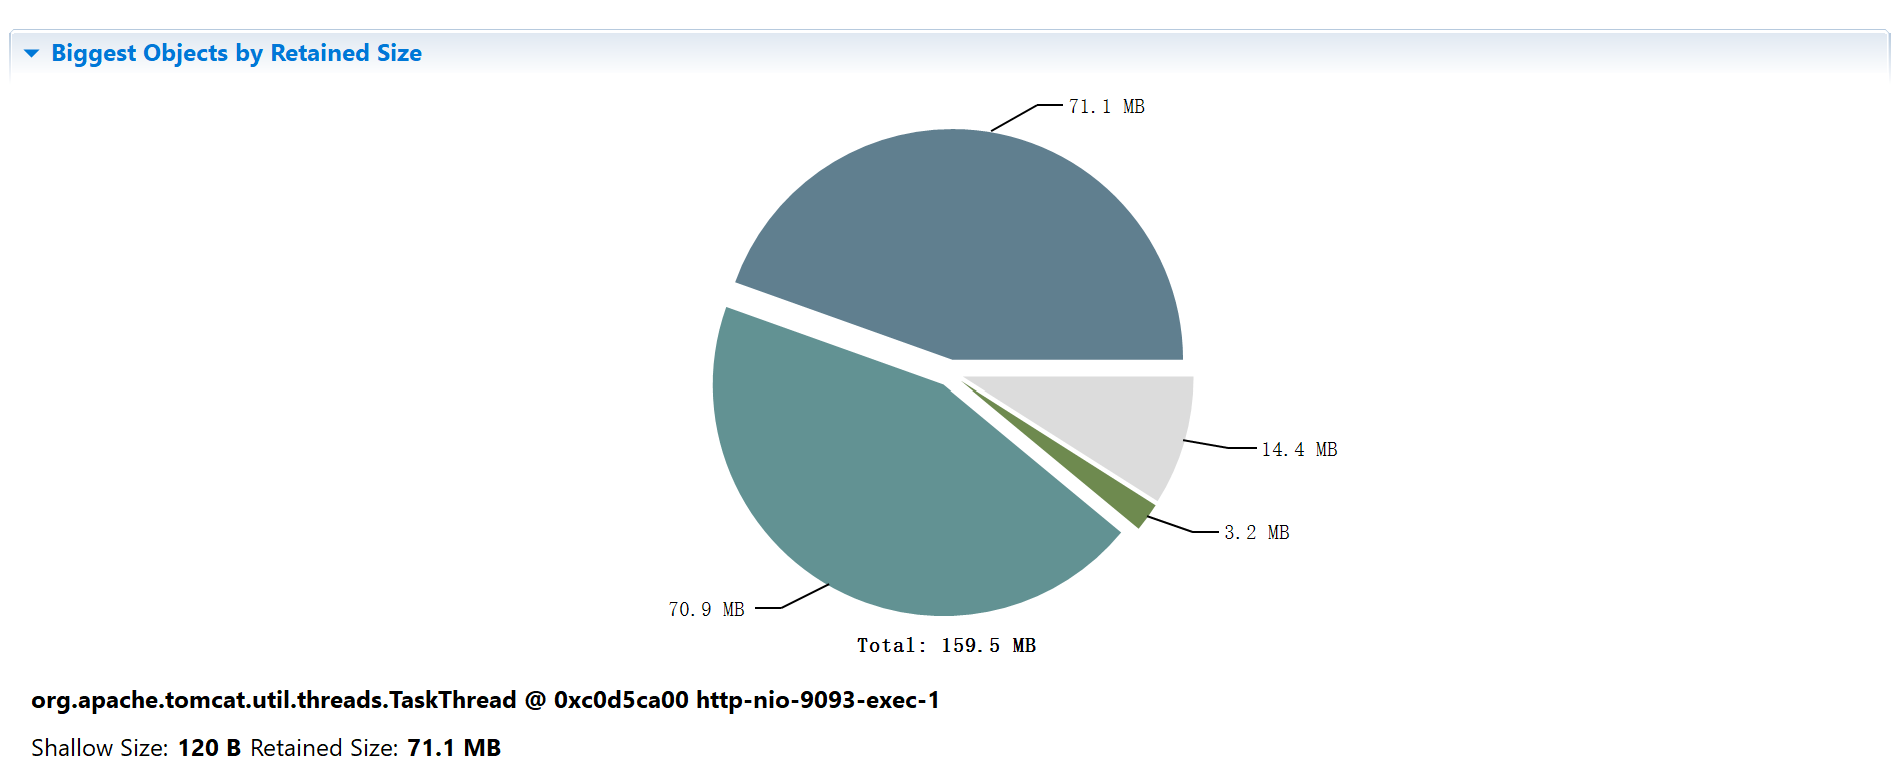 Biggest Objects by Retained Size
71.1 MB
14.4 MB
3.2 MB
70.9 MB
Total: 159.5 MB
org.apache.tomcat.util.threads.TaskThread @ 0xc0d5ca00 http-nio-9093-exec-1
Shallow Size: 120 B Retained Size: 71.1 MB